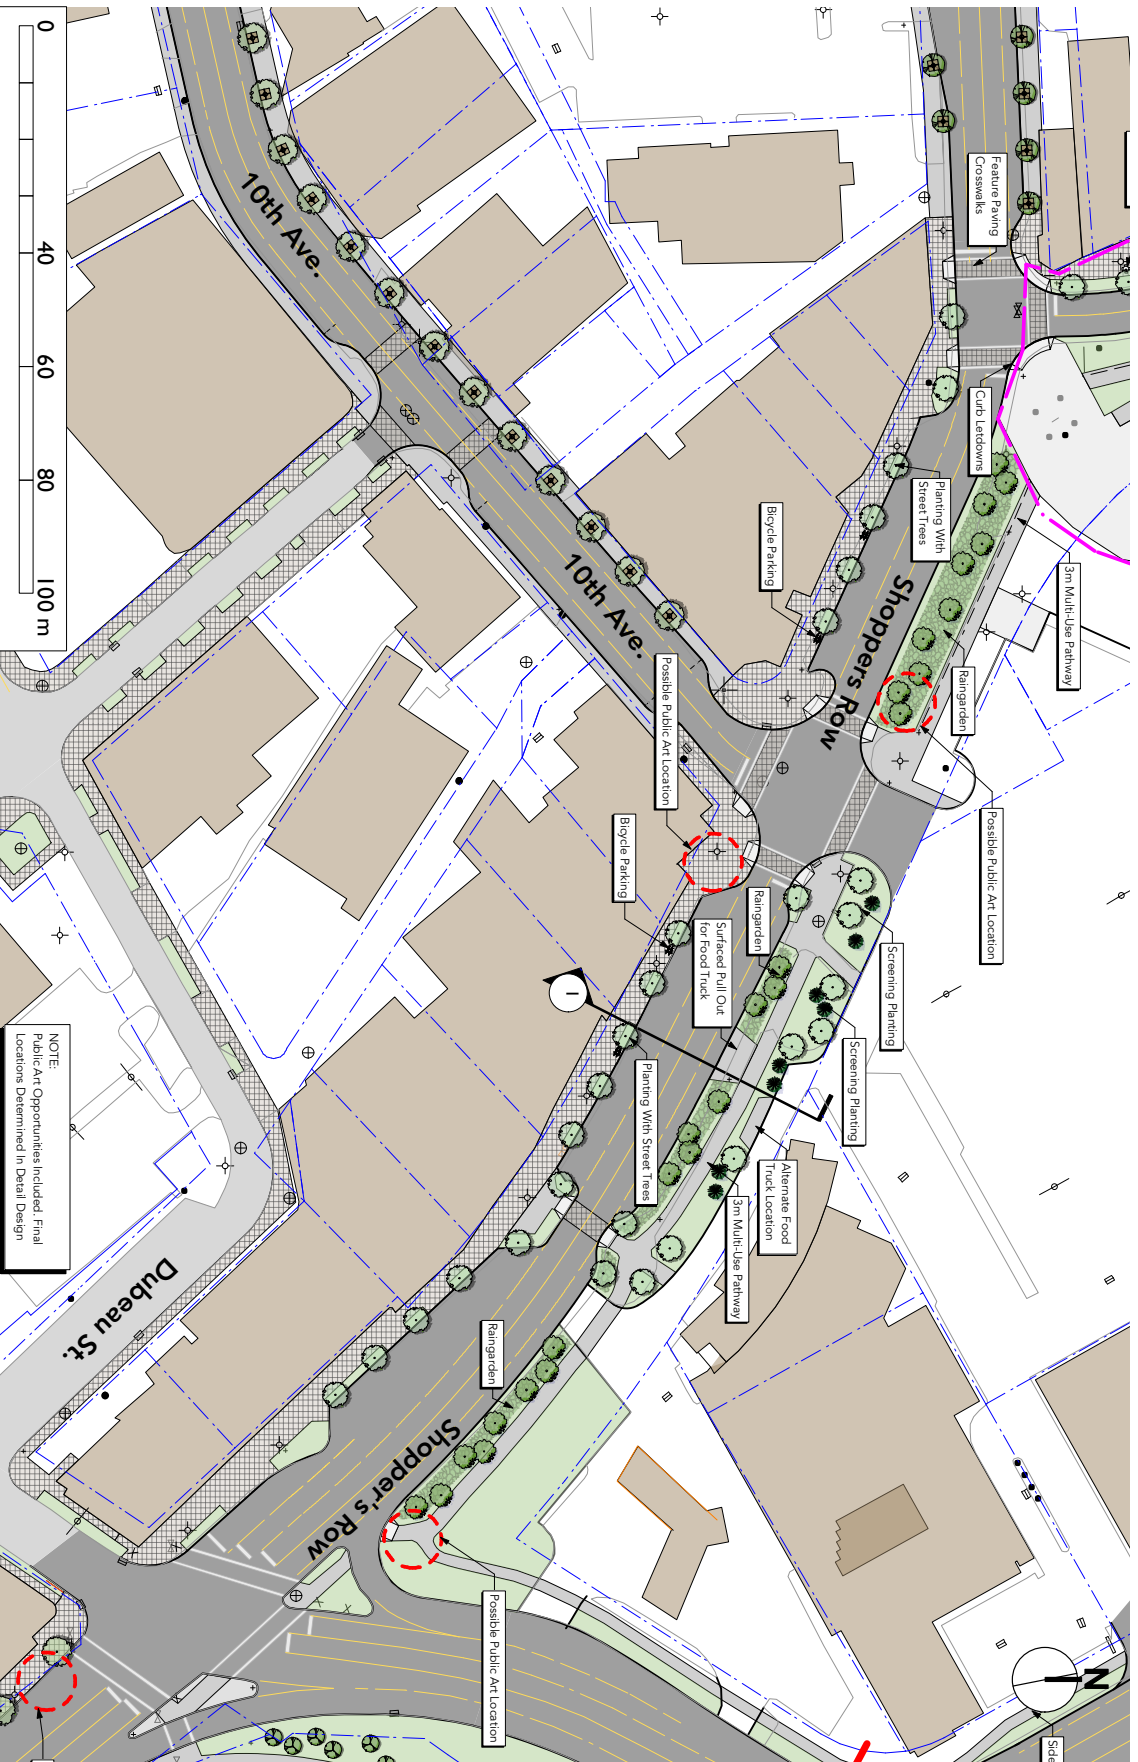 0
40
60
80
100 m
10th Ave.
10th Ave.
Feature Paving
Crosswalks
Curb Letdowns
Planting With
Street Trees
3m Multi-Use Pathway
Bicycle Parking
Shoppers Row
Raingarden
Possible Public Art Location
Possible Public Art Location
Bicycle Parking
Raingarden
Surfaced Pull Out
for Food Truck
Screening Planting
Screening Planting
1
Planting With Street Trees
Alternate Food
Truck Location
3m Multi-Use Pathway
NOTE:
Public Art Opportunities Included. Final
Locations Determined In Detail Design
Dubeau St.
Raingarden
Shopper's Row
Possible Public Art Location
N
Side